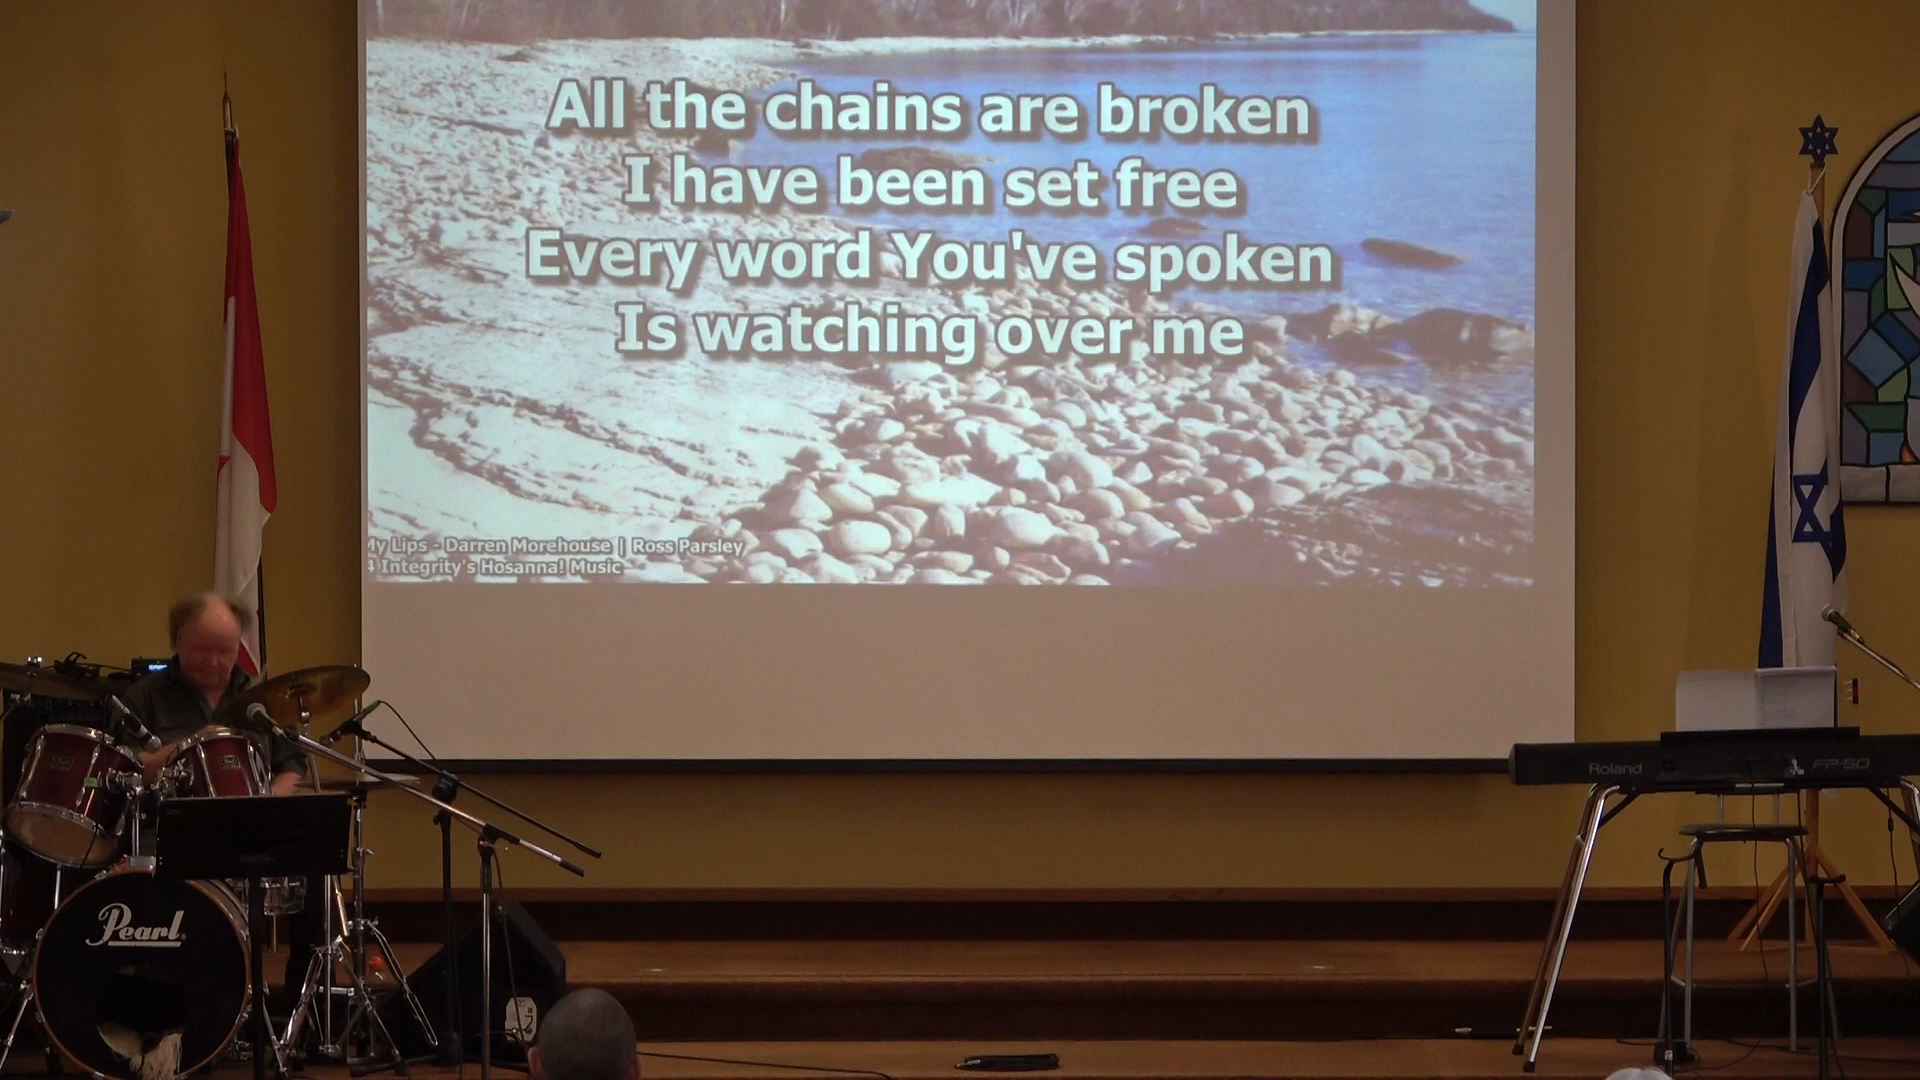 All the chains are broken
I have been set free
Every word You've spoken
Is watching over me
My Lips - Darren Morehouse | Ross Parsley
4 Integrity's Hosanna! Music
Roland
FP-50
Pearl